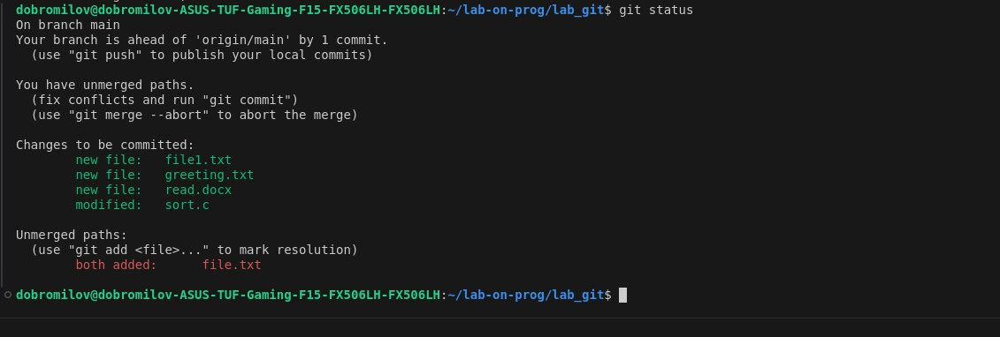 dobromilov@dobromilov-ASUS-TUF-Gaming-F15-FX506LH-FX506LH:~/lab-on-prog/lab_git$ git status
On branch main
Your branch is ahead of 'origin/main' by 1 commit.
  (use "git push" to publish your local commits)

You have unmerged paths.
  (fix conflicts and run "git commit")
  (use "git merge --abort" to abort the merge)

Changes to be committed:
        new file:   file1.txt
        new file:   greeting.txt
        new file:   read.docx
        modified:   sort.c

Unmerged paths:
  (use "git add <file>..." to mark resolution)
        both added:      file.txt

dobromilov@dobromilov-ASUS-TUF-Gaming-F15-FX506LH-FX506LH:~/lab-on-prog/lab_git$